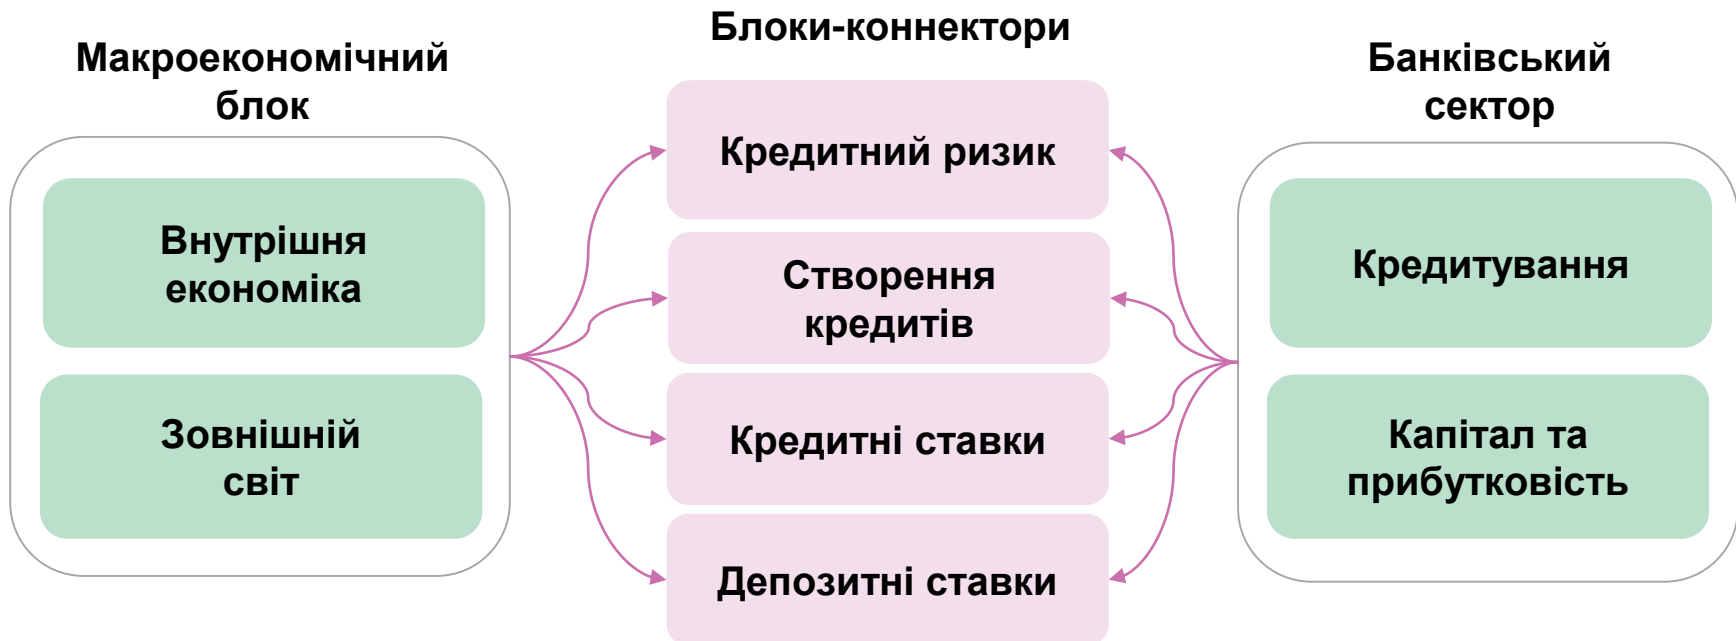 Макроекономічний
блок
Внутрішня
економіка
Зовнішній
світ
Блоки-коннектори
Кредитний ризик
Створення
кредитів
Кредитні ставки
Депозитні ставки
Банківський
сектор
Кредитування
Капітал та
прибутковість